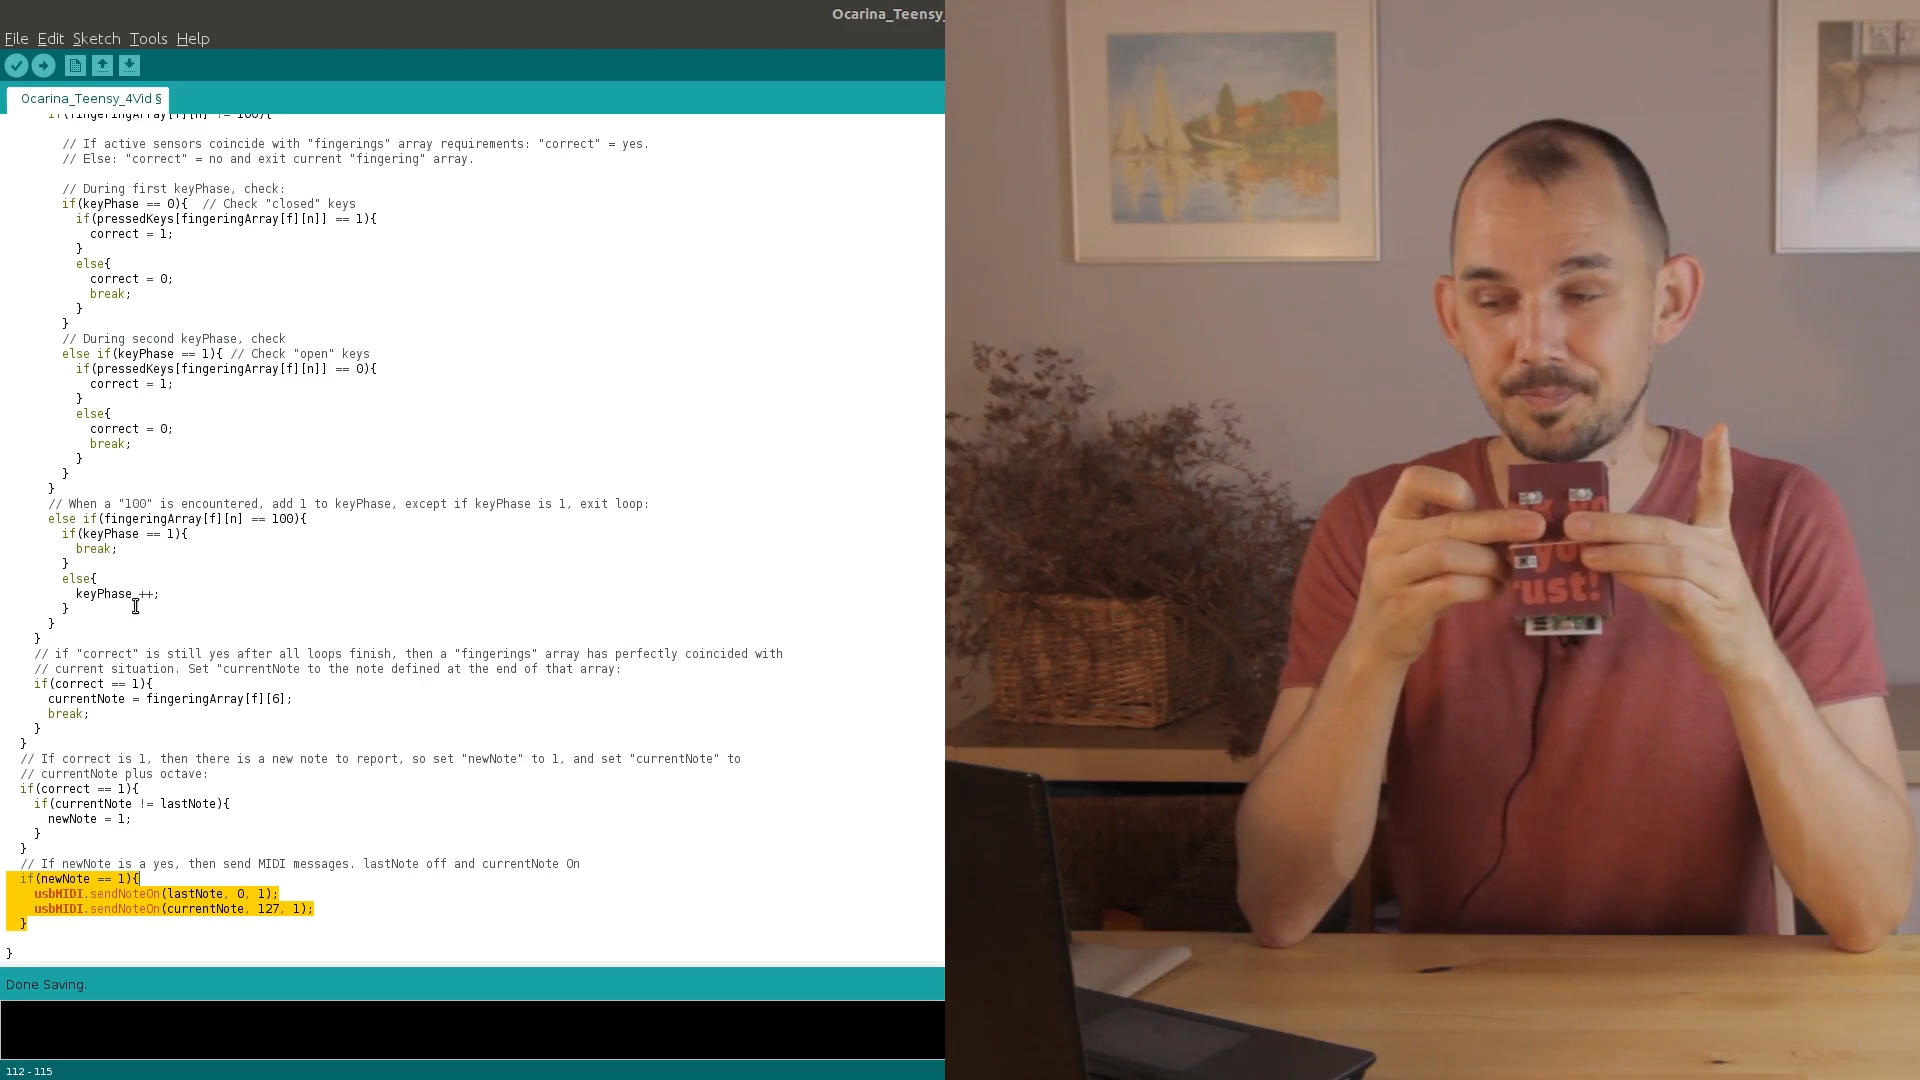 Ocarina_Teensy_
File Edit Sketch Tools Help
Ocarina_Teensy_4Vid §
if(fingeringArray[f][n] != 100){
// If active sensors coincide with "fingerings" array requirements: "correct" = yes.
// Else: "correct" = no and exit current "fingering" array.
// During first keyPhase, check:
if(keyPhase == 0){ // Check "closed" keys
if(pressedKeys[fingeringArray[f][n]] == 1){
correct = 1;
}
else{
correct = 0;
break;
}
}
// During second keyPhase, check
else if(keyPhase == 1){ // Check "open" keys
if(pressedKeys[fingeringArray[f][n]] == 0){
correct = 1;
}
else{
correct = 0;
break;
}
}
}
// When a "100" is encountered, add 1 to keyPhase, except if keyPhase is 1, exit loop:
else if(fingeringArray[f][n] == 100){
if(keyPhase == 1){
break;
}
else{
keyPhase ++;
}
}
}
// if "correct" is still yes after all loops finish, then a "fingerings" array has perfectly coincided with
// current situation. Set "currentNote to the note defined at the end of that array:
if(correct == 1){
currentNote = fingeringArray[f][6];
break;
}
}
// If correct is 1, then there is a new note to report, so set "newNote" to 1, and set "currentNote" to
// currentNote plus octave:
if(correct == 1){
if(currentNote != lastNote){
newNote = 1;
}
}
// If newNote is a yes, then send MIDI messages. lastNote off and currentNote On
if(newNote == 1){
usbMIDI.sendNoteOn(lastNote, 0, 1);
usbMIDI.sendNoteOn(currentNote, 127, 1);
}
}
Done Saving.
112 - 115
yo
rust!